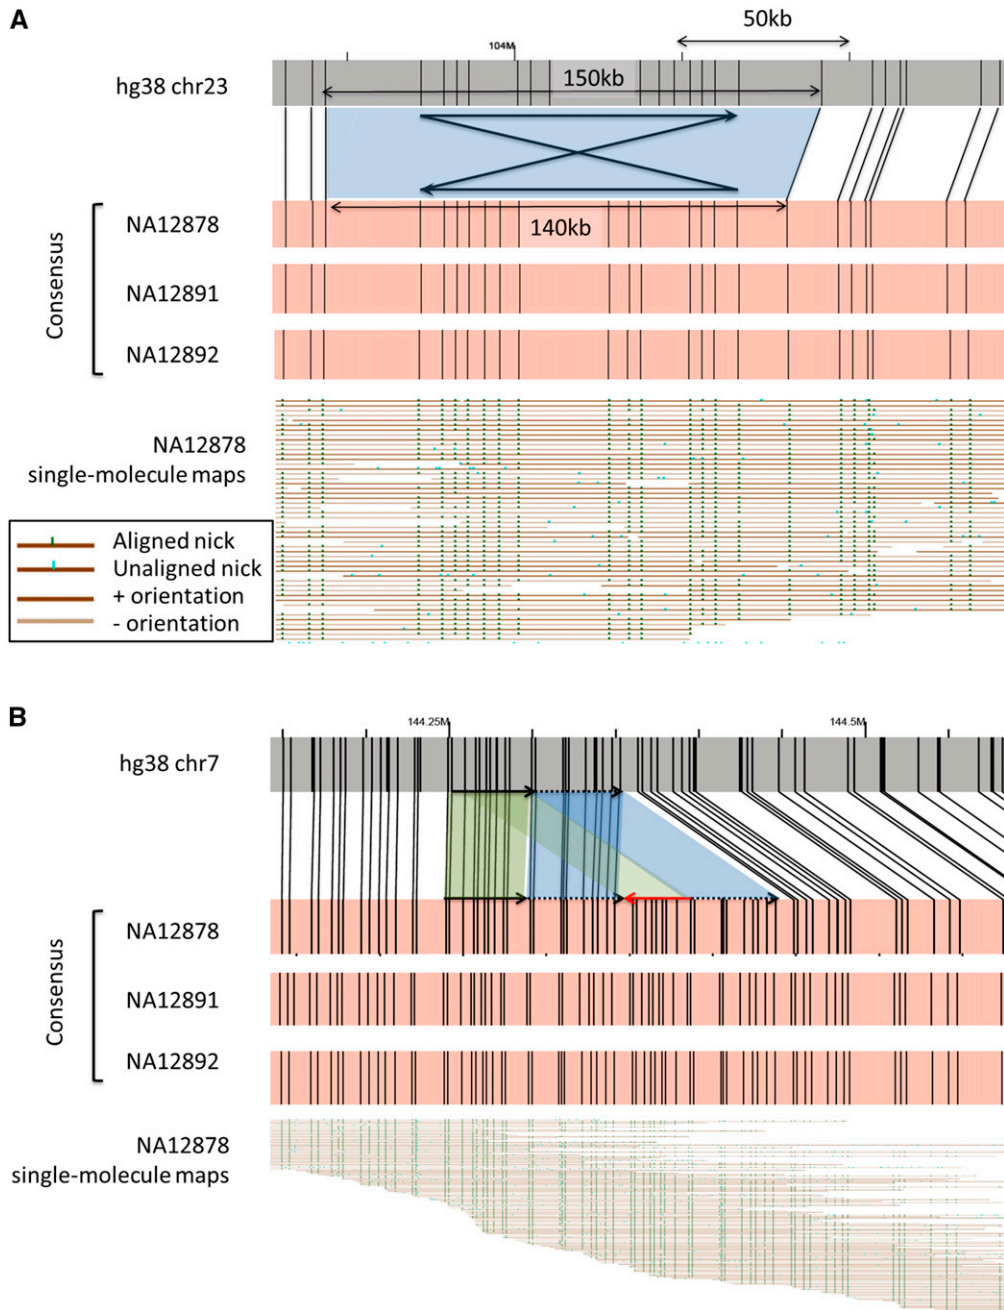 A
50kb
104M
hg38 chr23
150kb
NA12878
140kb
Consensus
NA12891
NA12892
NA12878
single-molecule maps
Aligned nick
Unaligned nick
+ orientation
- orientation
B
144.25M
144.5M
hg38 chr7
NA12878
Consensus
NA12891
NA12892
NA12878
single-molecule maps